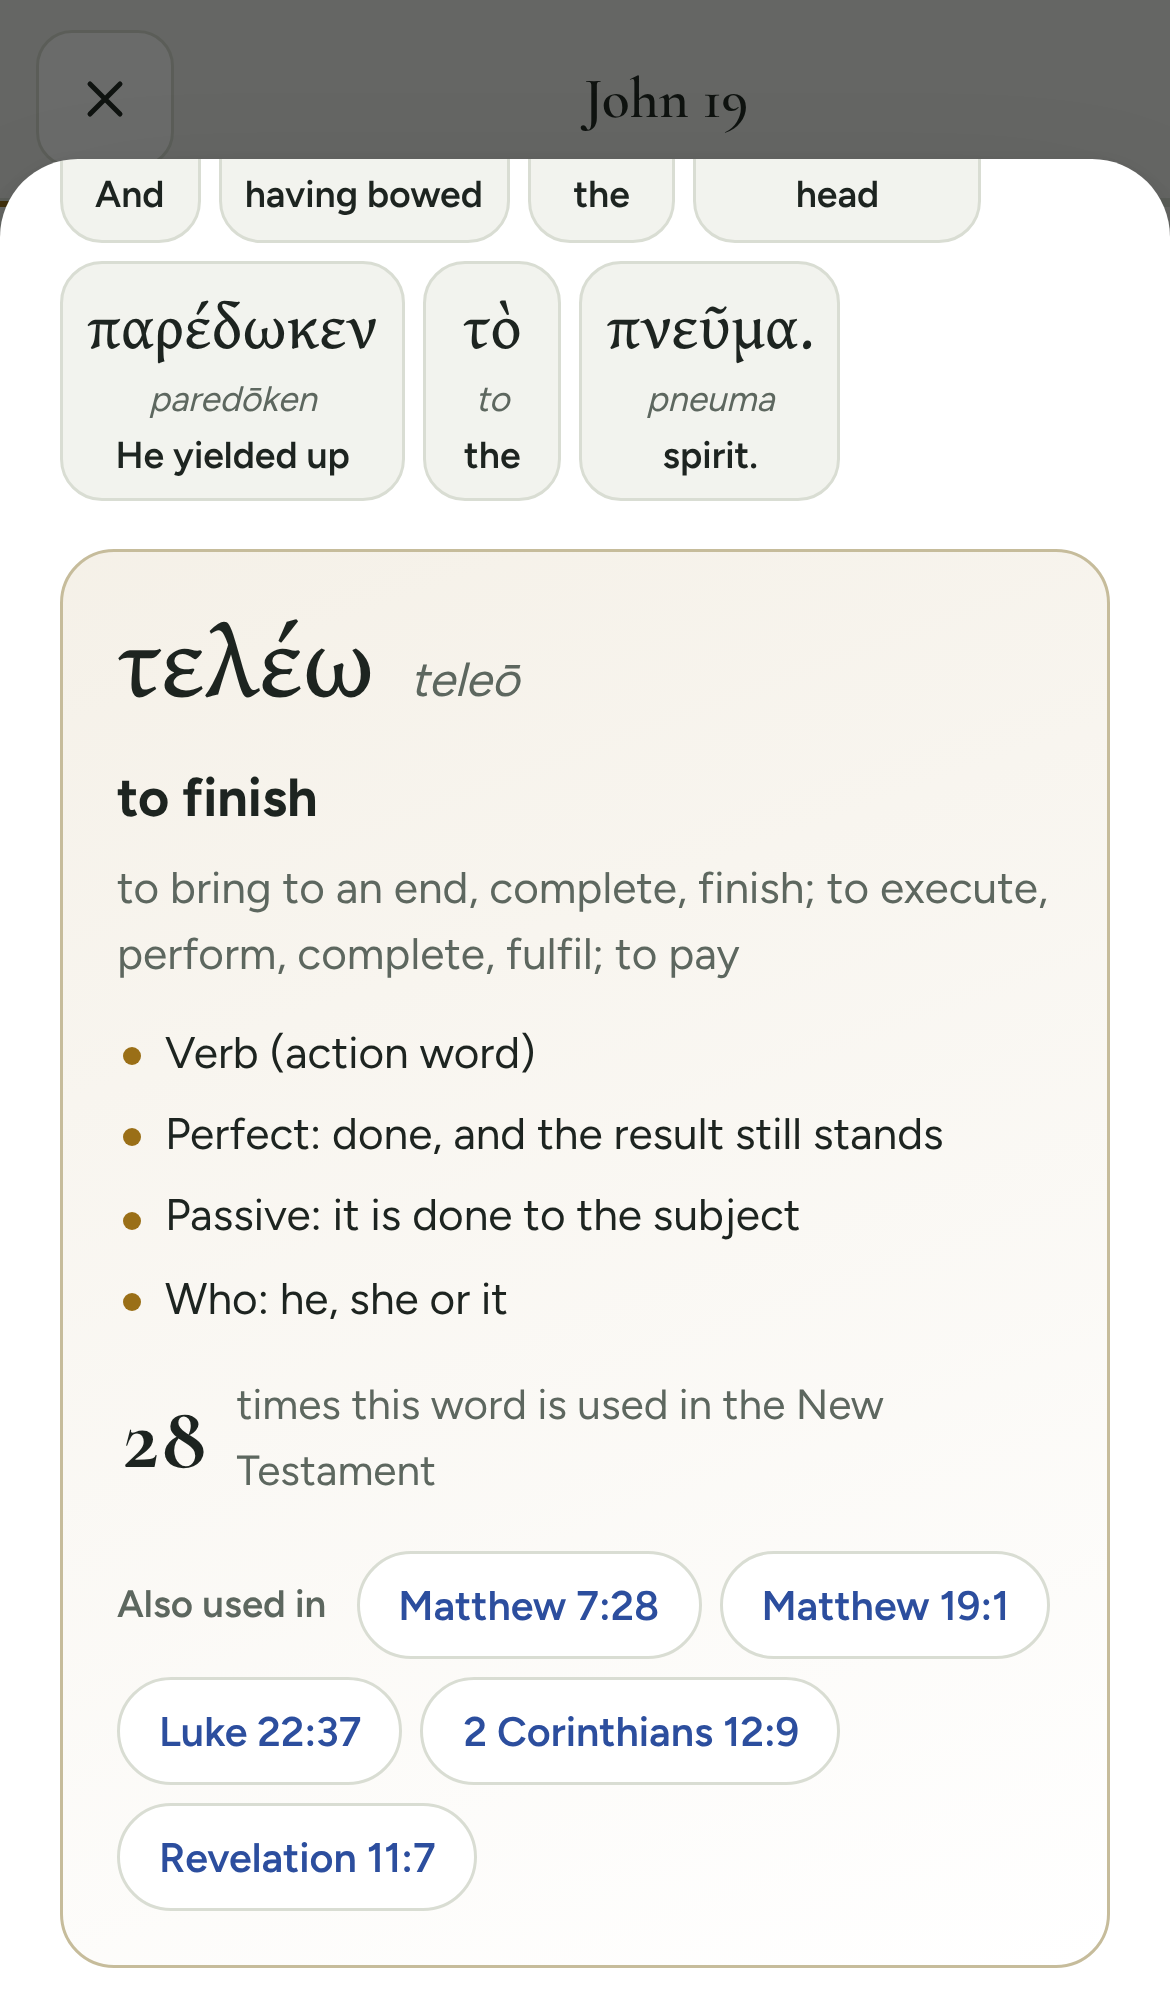 John 19
And having bowed the head
παρέδωκεν τὸ πνεῦμα.
paredōken to pneuma
He yielded up the spirit.
τελέω teleō
to finish
to bring to an end, complete, finish; to execute,
perform, complete, fulfil; to pay
Verb (action word)
Perfect: done, and the result still stands
Passive: it is done to the subject
Who: he, she or it
28 times this word is used in the New
Testament
Also used in Matthew 7:28 Matthew 19:1
Luke 22:37 2 Corinthians 12:9
Revelation 11:7